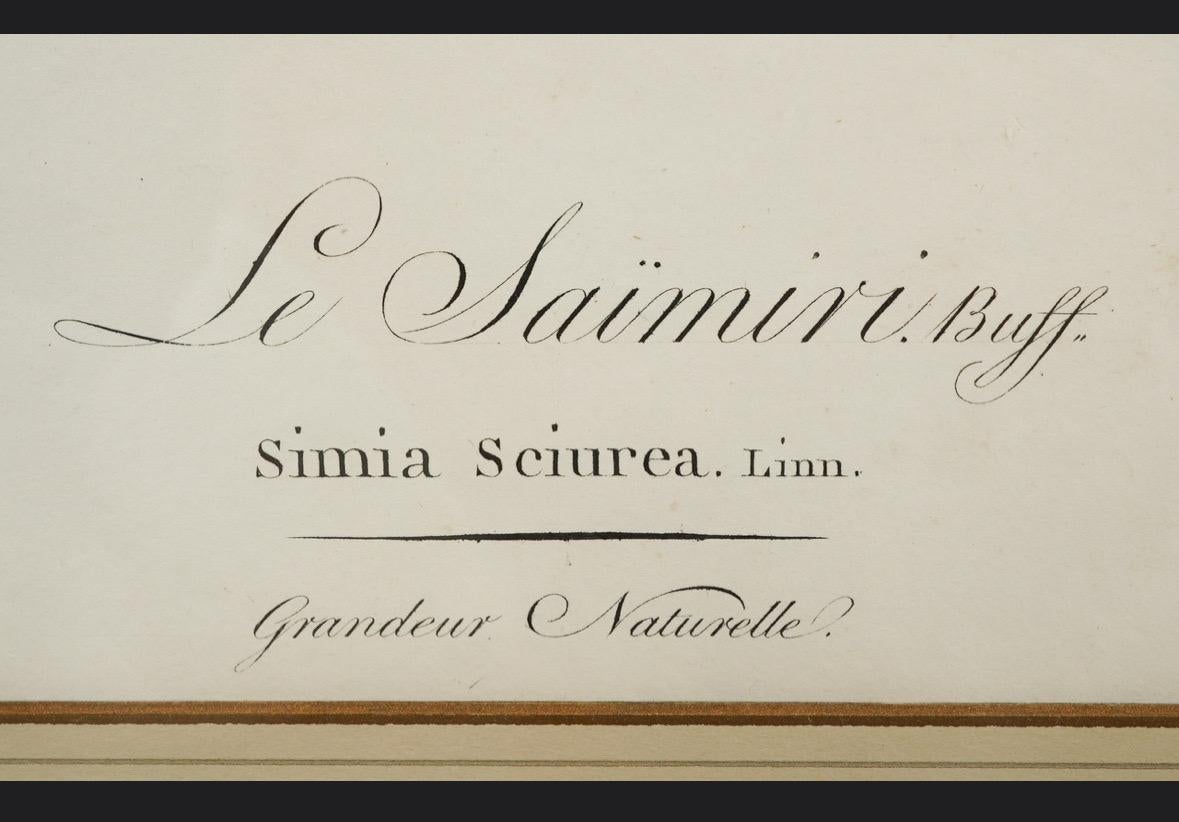 Le Saïmiri. Buff.
Simia Sciurea. Linn.
Grandeur Naturelle.